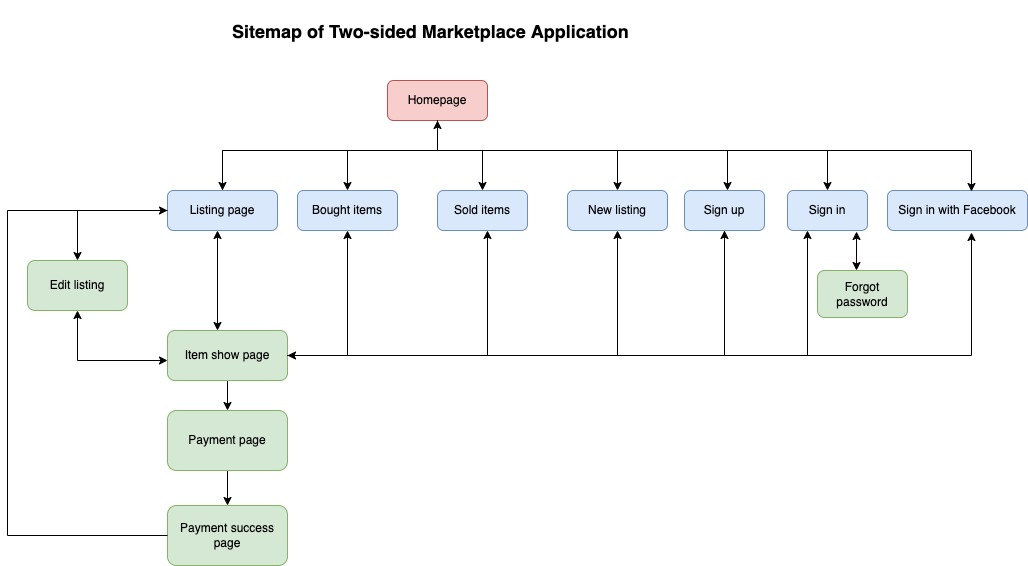 Sitemap of Two-sided Marketplace Application
Homepage
Listing page
Bought items
Sold items
New listing
Sign up
Sign in
Sign in with Facebook
Edit listing
Forgot
password
Item show page
Payment page
Payment success
page